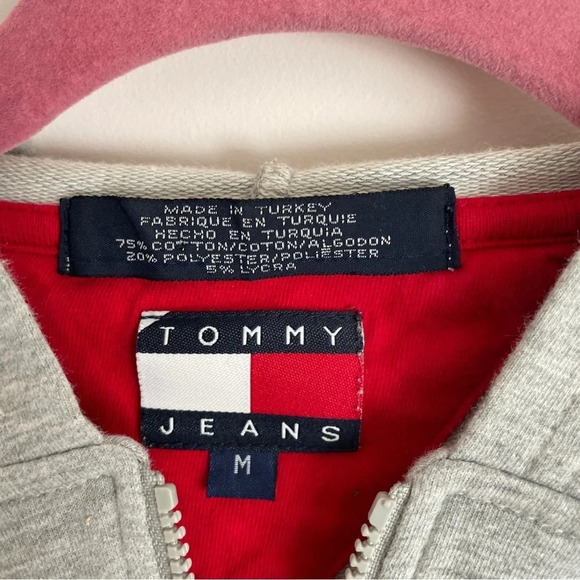 MADE IN TURKEY
FABRIQUE EN TURQUIE
HECHO EN TURQUIA
75% COTTON/COTON/ALGODON
20% POLYESTER/POLIESTER
5% LYCRA
TOMMY
JEANS
M